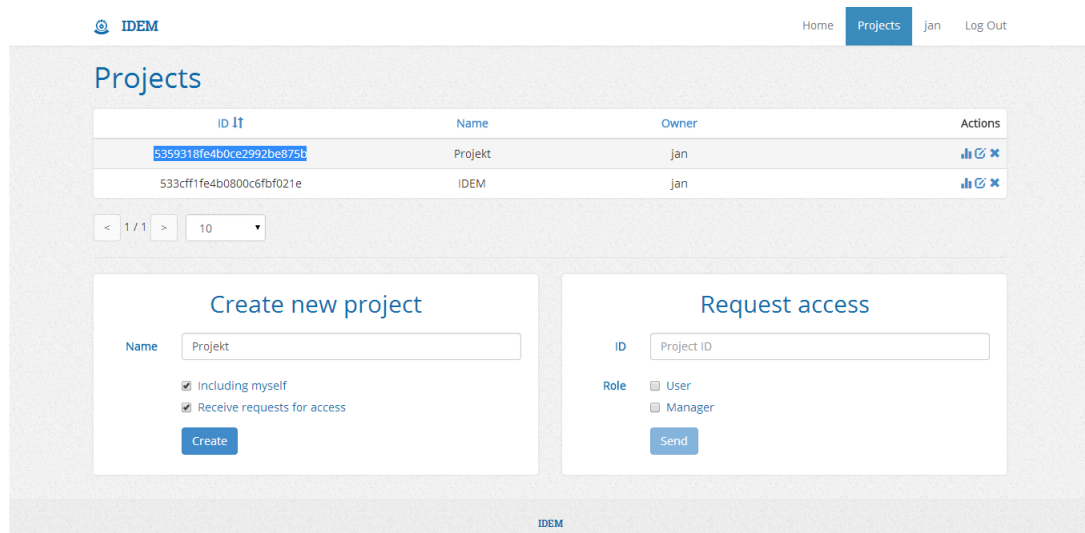 IDEM Home Projects jan Log Out
Projects
ID Name Owner Actions
5359318fe4b0ce2992be875b Projekt jan
533cff1fe4b0800c6fbf021e IDEM jan
< 1 / 1 > 10
Create new project
Name Projekt
Including myself
Receive requests for access
Create
Request access
ID Project ID
Role User
Manager
Send
IDEM